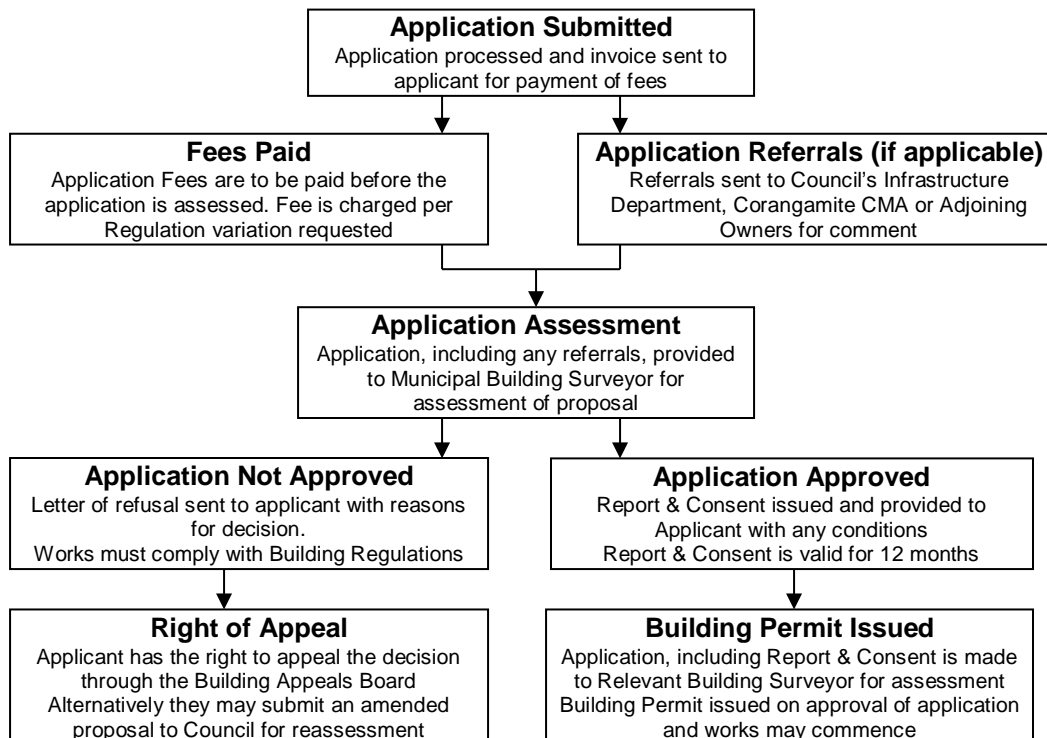 Application Submitted
Application processed and invoice sent to
applicant for payment of fees
Fees Paid
Application Fees are to be paid before the
application is assessed. Fee is charged per
Regulation variation requested
Application Referrals (if applicable)
Referrals sent to Council's Infrastructure
Department, Corangamite CMA or Adjoining
Owners for comment
Application Assessment
Application, including any referrals, provided
to Municipal Building Surveyor for
assessment of proposal
Application Not Approved
Letter of refusal sent to applicant with reasons
for decision.
Works must comply with Building Regulations
Application Approved
Report & Consent issued and provided to
Applicant with any conditions
Report & Consent is valid for 12 months
Right of Appeal
Applicant has the right to appeal the decision
through the Building Appeals Board
Alternatively they may submit an amended
proposal to Council for reassessment
Building Permit Issued
Application, including Report & Consent is made
to Relevant Building Surveyor for assessment
Building Permit issued on approval of application
and works may commence